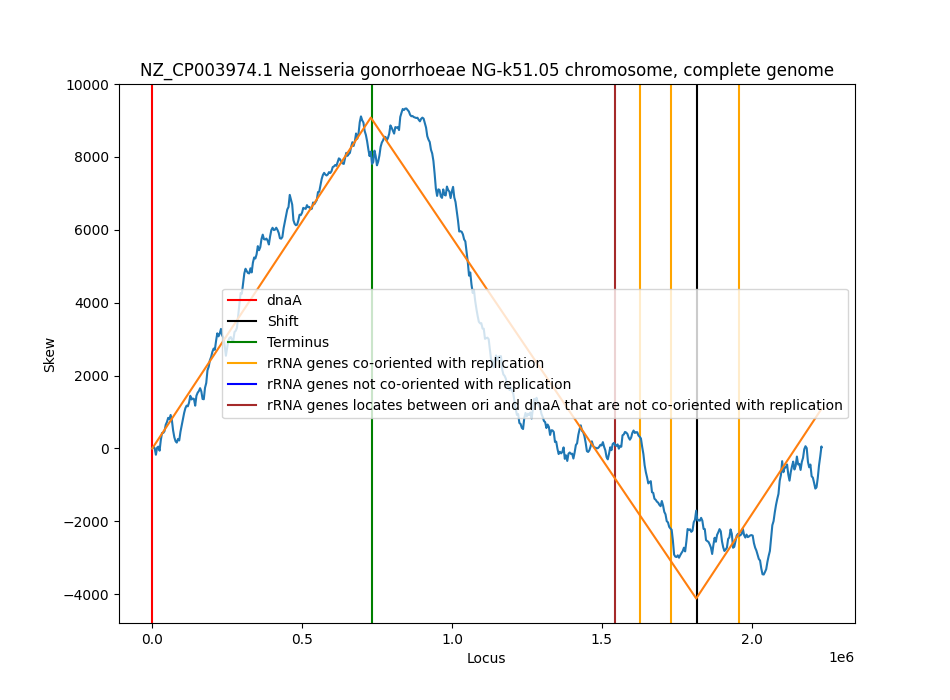 NZ_CP003974.1 Neisseria gonorrhoeae NG-k51.05 chromosome, complete genome
10000
8000
6000
4000
2000
0
−2000
−4000
Skew
dnaA
Shift
Terminus
rRNA genes co-oriented with replication
rRNA genes not co-oriented with replication
rRNA genes locates between ori and dnaA that are not co-oriented with replication
0.0 0.5 1.0 1.5 2.0
1e6
Locus